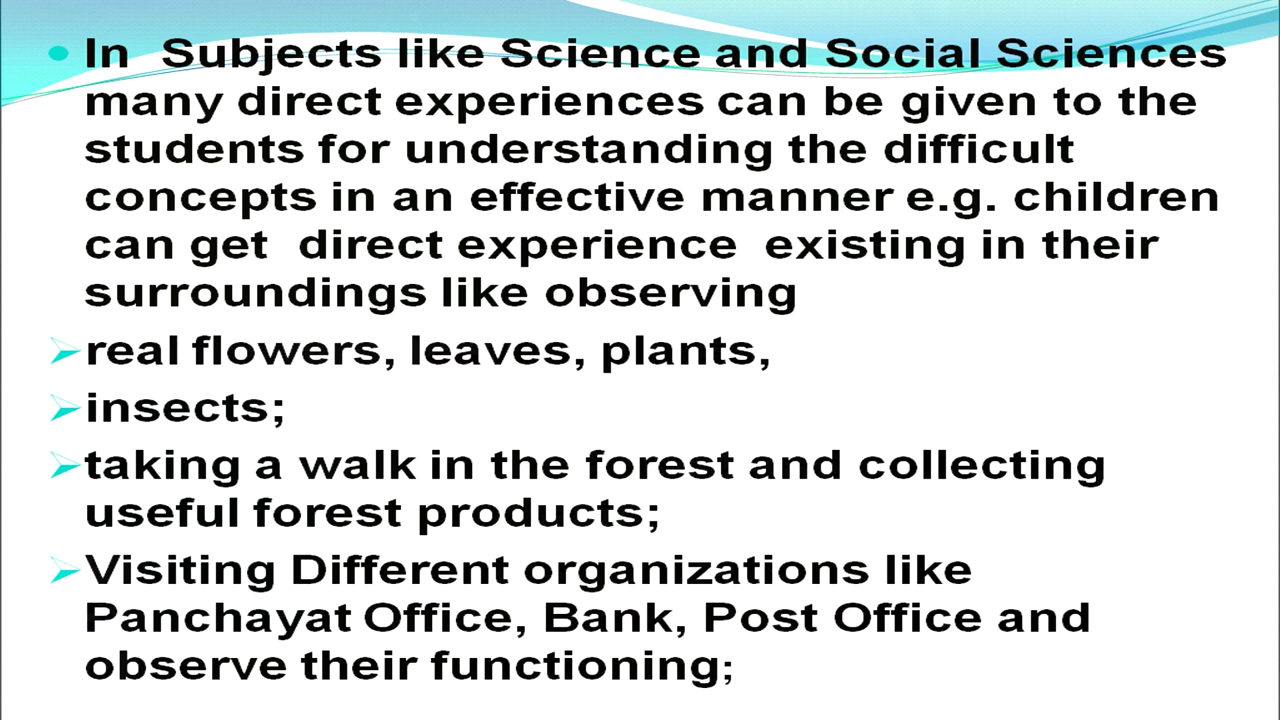 In Subjects like Science and Social Sciences
many direct experiences can be given to the
students for understanding the difficult
concepts in an effective manner e.g. children
can get direct experience existing in their
surroundings like observing
real flowers, leaves, plants,
insects;
taking a walk in the forest and collecting
useful forest products;
Visiting Different organizations like
Panchayat Office, Bank, Post Office and
observe their functioning;